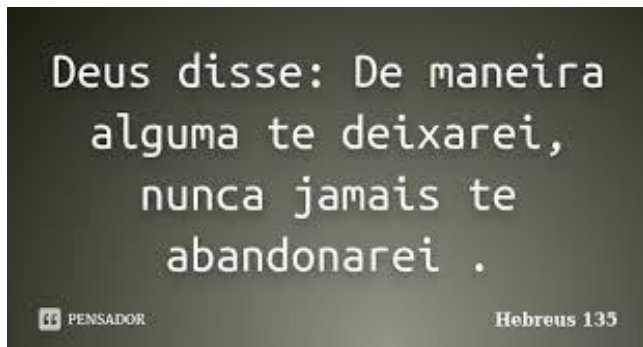 Deus disse: De maneira
alguma te deixarei,
nunca jamais te
abandonarei .
PENSADOR
Hebreus 135